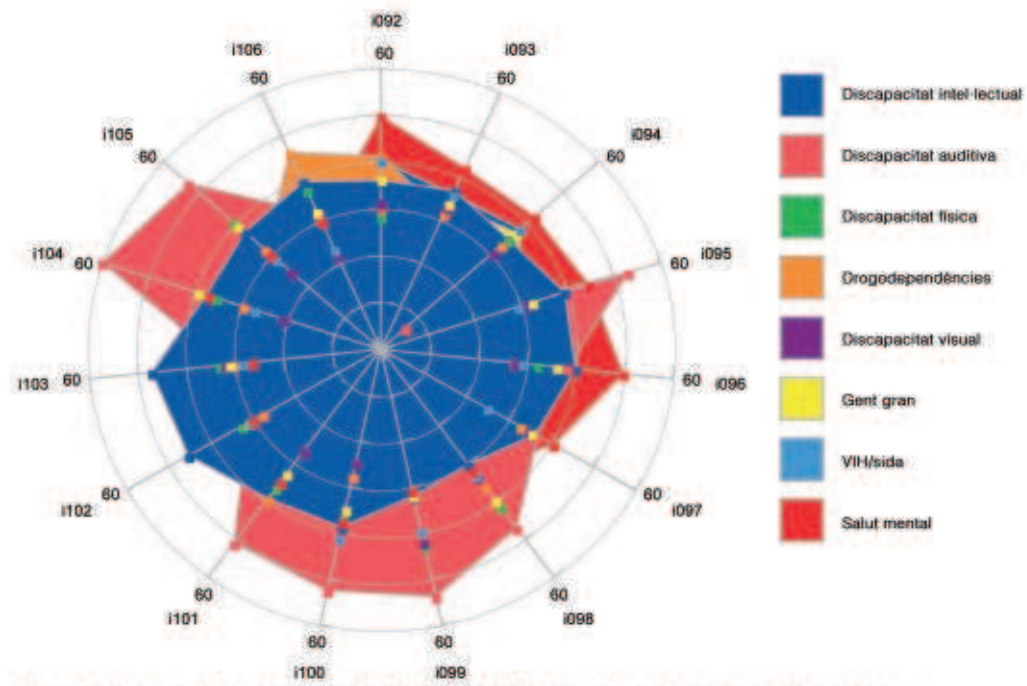 i092
60
i093
60
i094
60
i095
60
i096
60
i097
60
i098
60
i099
60
i100
60
i101
60
i102
60
i103
60
i104
60
i105
60
i106
60
Discapacitat intel·lectual
Discapacitat auditiva
Discapacitat física
Drogodependències
Discapacitat visual
Gent gran
VIH/sida
Salut mental